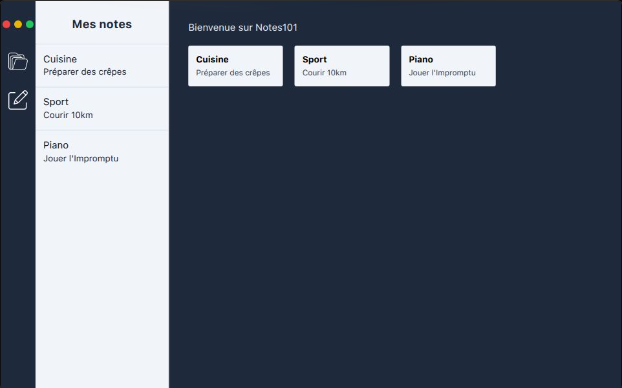 Mes notes
Cuisine
Préparer des crêpes
Sport
Courir 10km
Piano
Jouer l'Impromptu
Bienvenue sur Notes101
Cuisine
Préparer des crêpes
Sport
Courir 10km
Piano
Jouer l'Impromptu